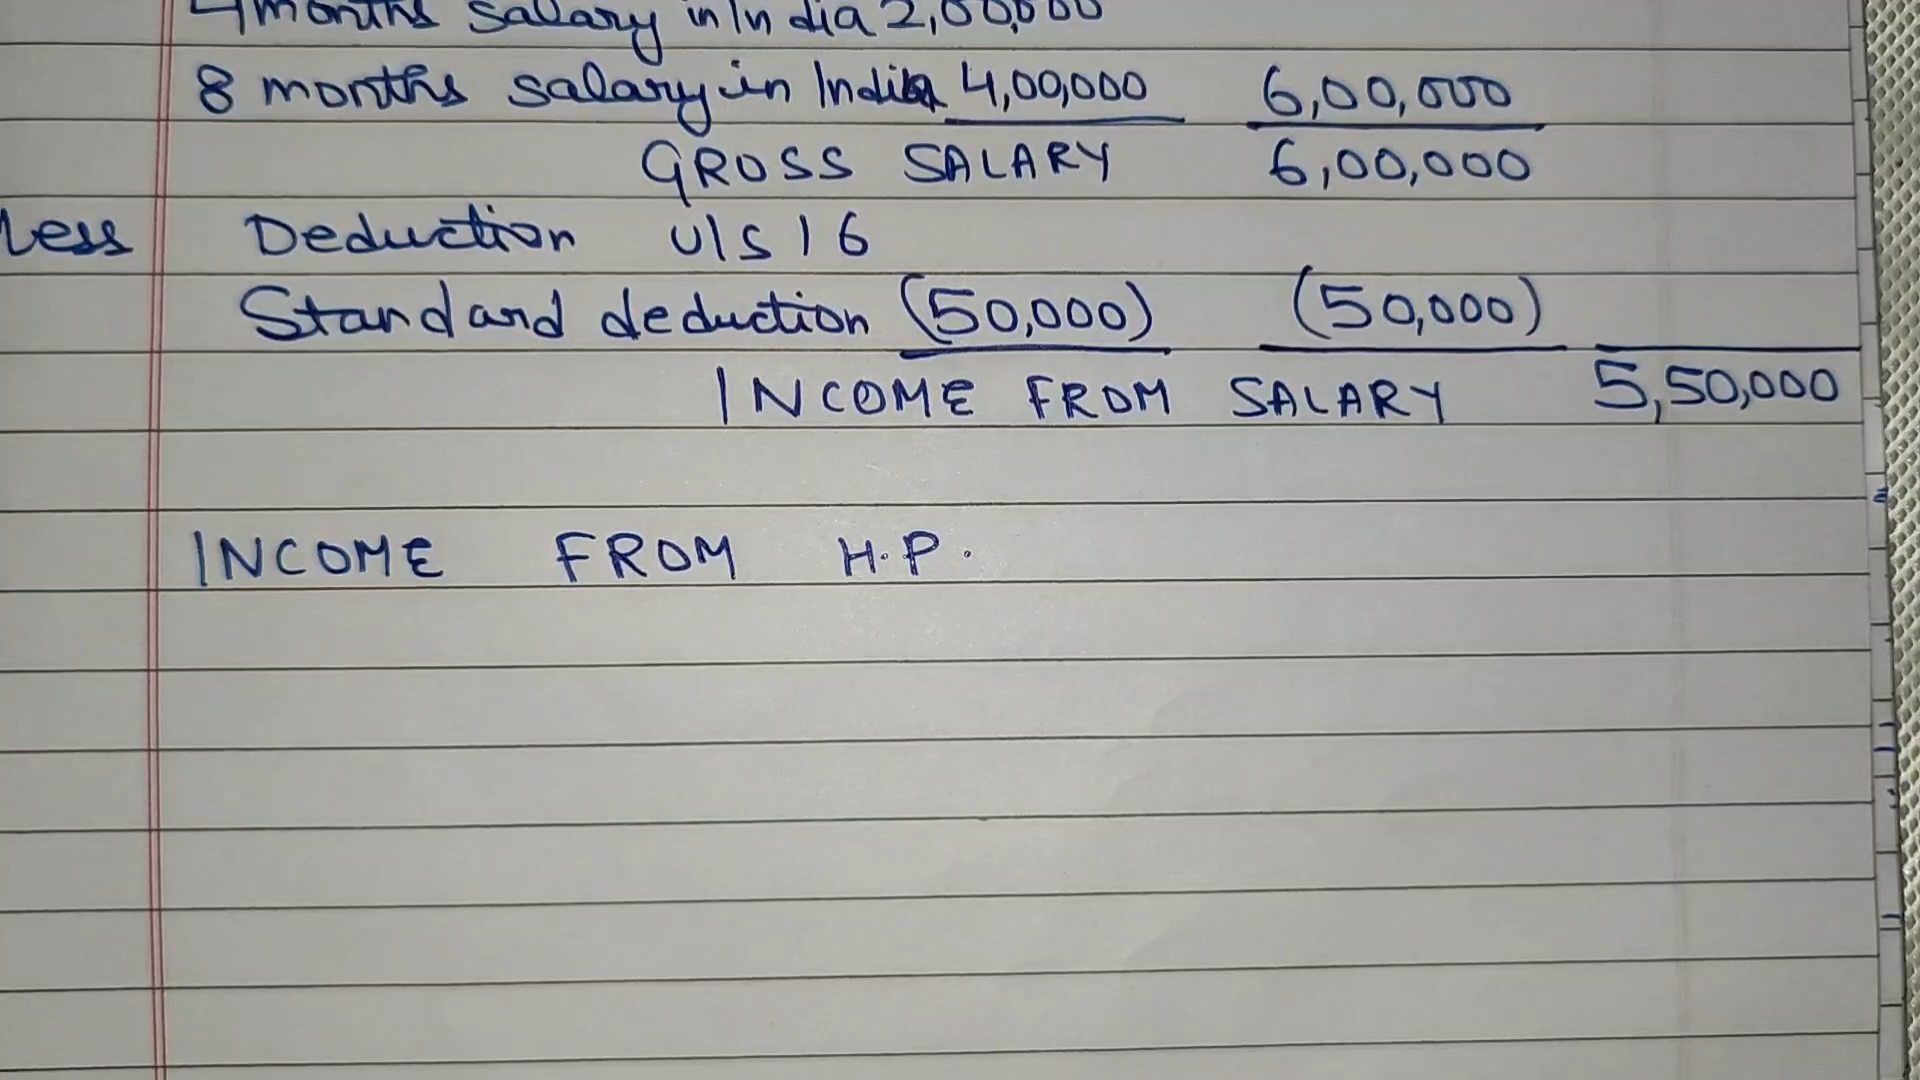 4 months salary in India 2,00,000
8 months salary in India 4,00,000 6,00,000
GROSS SALARY 6,00,000
Less Deduction U/S 16
Standard deduction (50,000) (50,000)
INCOME FROM SALARY 5,50,000
INCOME FROM H.P.